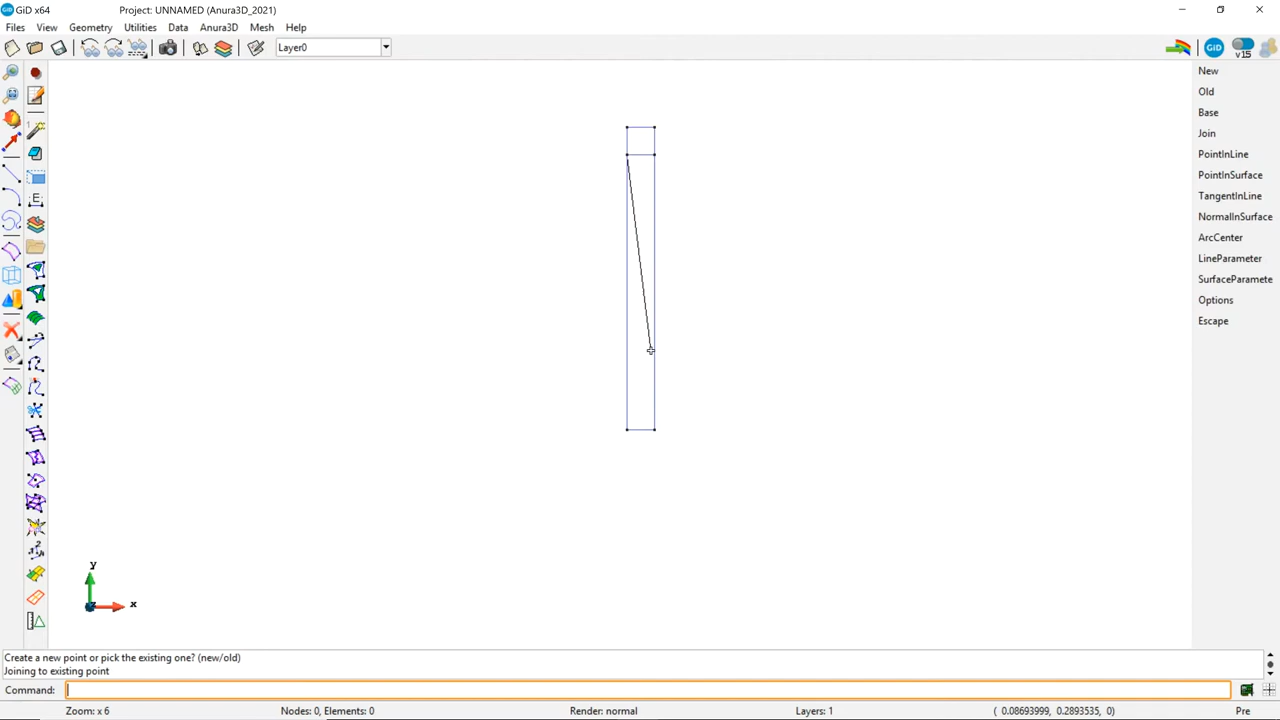 GiD x64 Project: UNNAMED (Anura3D_2021)
Files View Geometry Utilities Data Anura3D Mesh Help
Layer0
GiD
v15
New
Old
Base
Join
PointInLine
PointInSurface
TangentInLine
NormalInSurface
ArcCenter
LineParameter
SurfaceParamete
Options
Escape
E
y
x
Create a new point or pick the existing one? (new/old)
Joining to existing point
Command:
Zoom: x 6 Nodes: 0, Elements: 0 Render: normal Layers: 1 ( 0.08693999, 0.2893535, 0) Pre